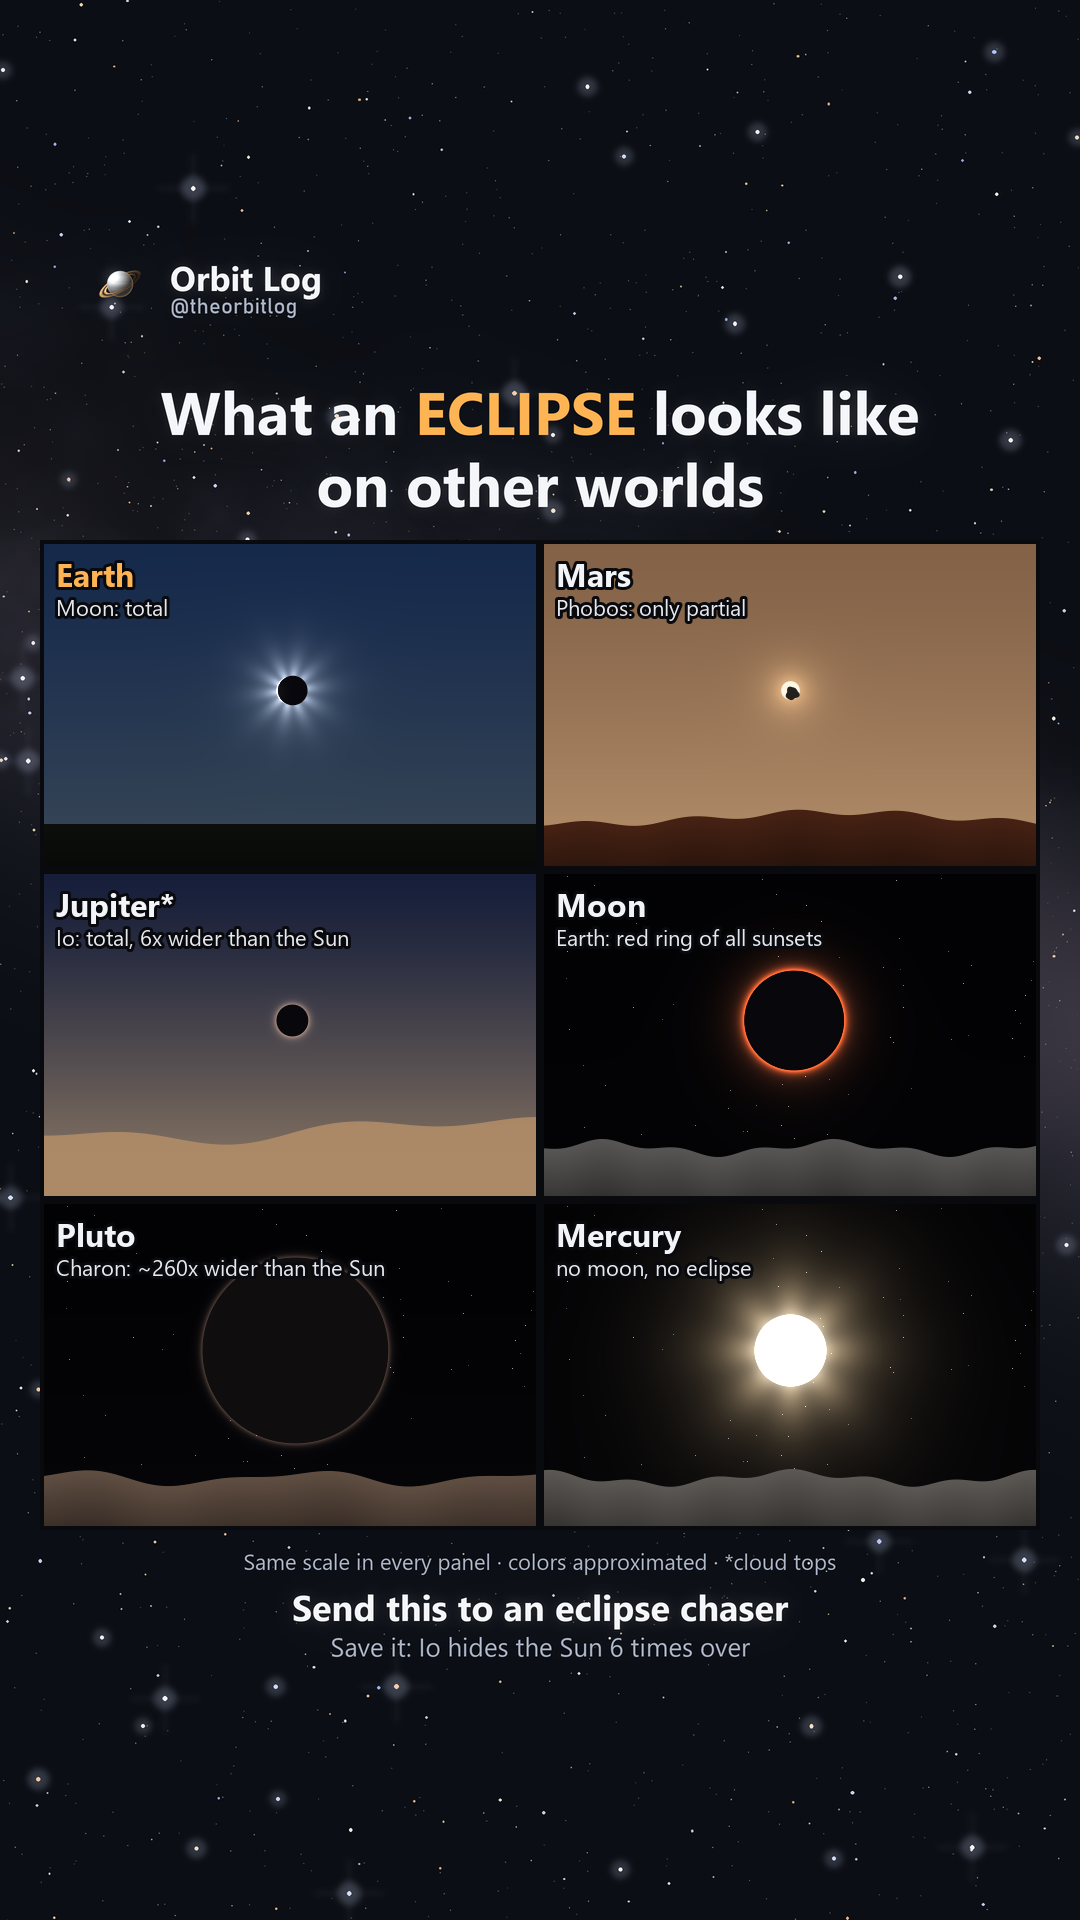 Orbit Log
@theorbitlog
What an ECLIPSE looks like
on other worlds
Earth
Moon: total
Mars
Phobos: only partial
Jupiter*
Io: total, 6x wider than the Sun
Moon
Earth: red ring of all sunsets
Pluto
Charon: ~260x wider than the Sun
Mercury
no moon, no eclipse
Same scale in every panel · colors approximated · *cloud tops
Send this to an eclipse chaser
Save it: Io hides the Sun 6 times over